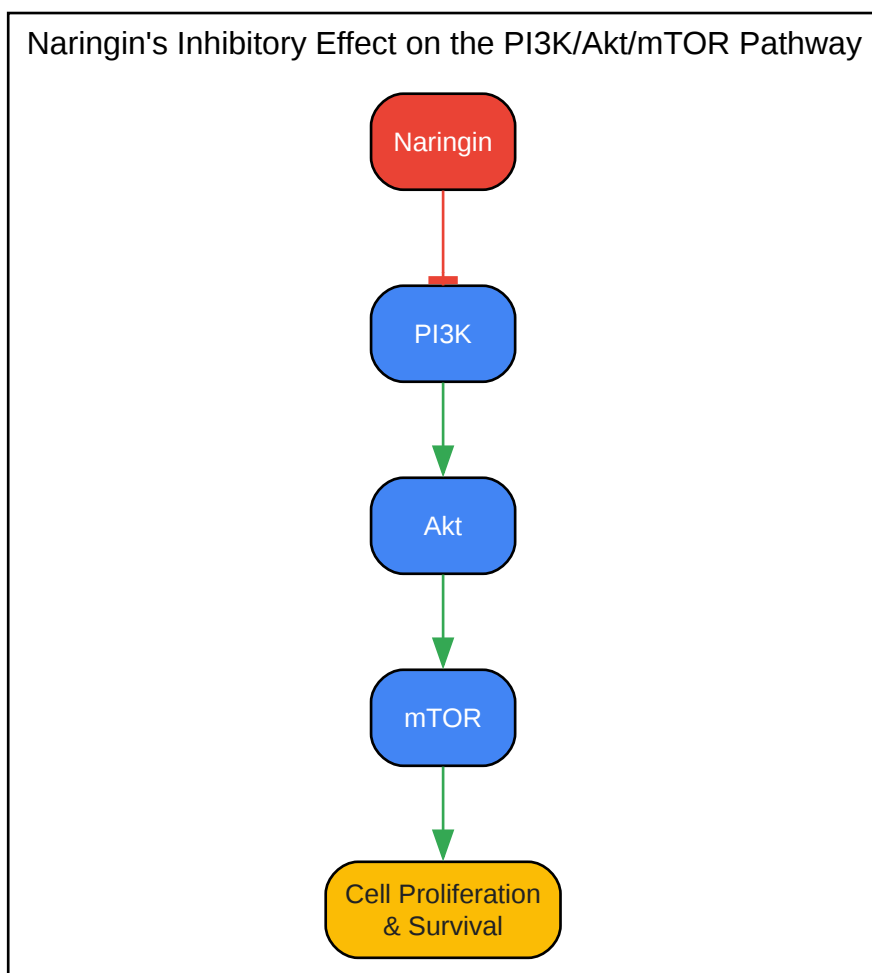 Naringin's Inhibitory Effect on the PI3K/Akt/mTOR Pathway
Naringin
PI3K
Akt
mTOR
Cell Proliferation
& Survival